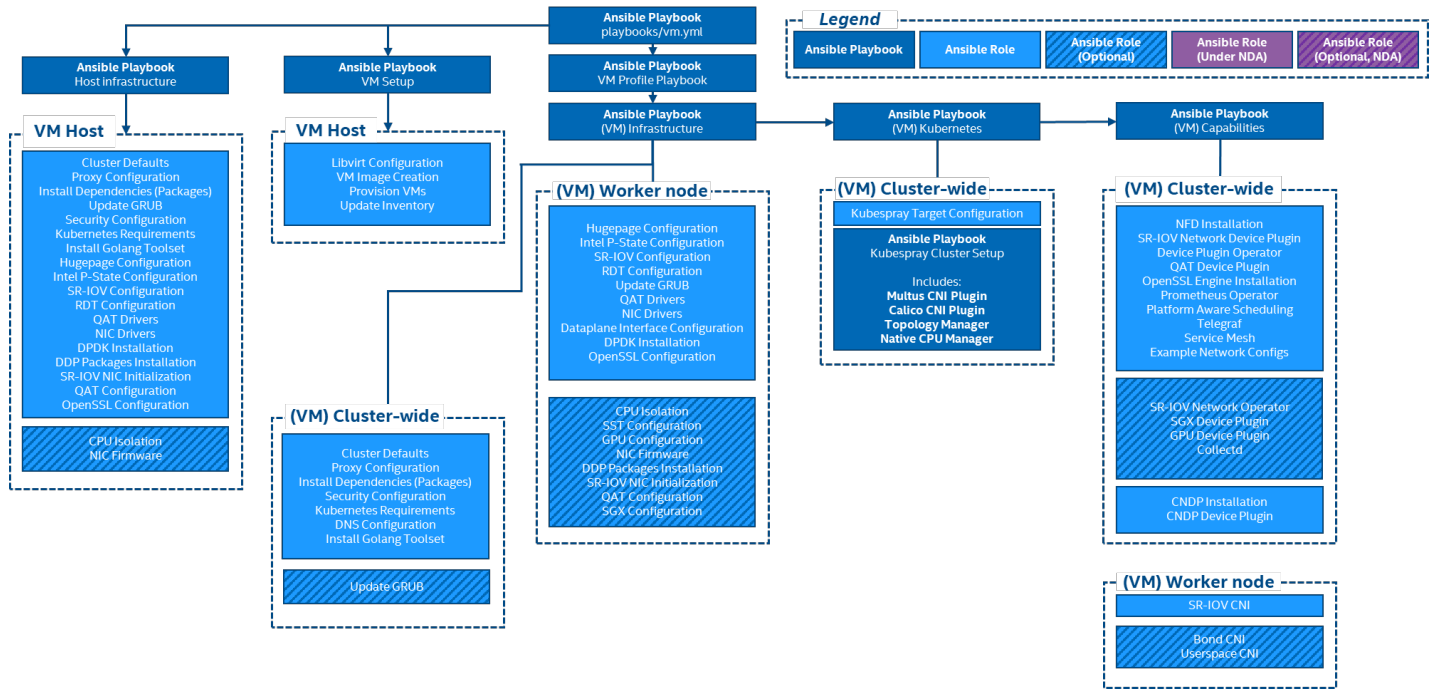 Ansible Playbook
playbooks/vm.yml
Legend
Ansible Playbook
Ansible Role
Ansible Role
(Optional)
Ansible Role
(Under NDA)
Ansible Role
(Optional, NDA)
Ansible Playbook
Host infrastructure
Ansible Playbook
VM Setup
Ansible Playbook
VM Profile Playbook
Ansible Playbook
(VM) Infrastructure
Ansible Playbook
(VM) Kubernetes
Ansible Playbook
(VM) Capabilities
VM Host
Cluster Defaults
Proxy Configuration
Install Dependencies (Packages)
Update GRUB
Security Configuration
Kubernetes Requirements
Install Golang Toolset
Hugepage Configuration
Intel P-State Configuration
SR-IOV Configuration
RDT Configuration
QAT Drivers
NIC Drivers
DPDK Installation
DDP Packages Installation
SR-IOV NIC Initialization
QAT Configuration
OpenSSL Configuration
CPU Isolation
NIC Firmware
VM Host
Libvirt Configuration
VM Image Creation
Provision VMs
Update Inventory
(VM) Cluster-wide
Cluster Defaults
Proxy Configuration
Install Dependencies (Packages)
Security Configuration
Kubernetes Requirements
DNS Configuration
Install Golang Toolset
Update GRUB
(VM) Worker node
Hugepage Configuration
Intel P-State Configuration
SR-IOV Configuration
RDT Configuration
Update GRUB
QAT Drivers
NIC Drivers
Dataplane Interface Configuration
DPDK Installation
OpenSSL Configuration
CPU Isolation
SST Configuration
GPU Configuration
NIC Firmware
DDP Packages Installation
SR-IOV NIC Initialization
QAT Configuration
SGX Configuration
(VM) Cluster-wide
Kubespray Target Configuration
Ansible Playbook
Kubespray Cluster Setup
Includes:
Multus CNI Plugin
Calico CNI Plugin
Topology Manager
Native CPU Manager
(VM) Cluster-wide
NFD Installation
SR-IOV Network Device Plugin
Device Plugin Operator
QAT Device Plugin
OpenSSL Engine Installation
Prometheus Operator
Platform Aware Scheduling
Telegraf
Service Mesh
Example Network Configs
SR-IOV Network Operator
SGX Device Plugin
GPU Device Plugin
Collectd
CNDP Installation
CNDP Device Plugin
(VM) Worker node
SR-IOV CNI
Bond CNI
Userspace CNI